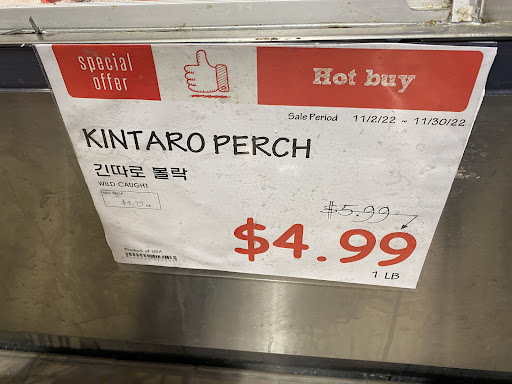 special
offer
Hot buy
Sale Period 11/2/22 ~ 11/30/22
KINTARO PERCH
긴따로 볼락
WILD CAUGHT
$5.99
$4.99
1 LB
Product of USA